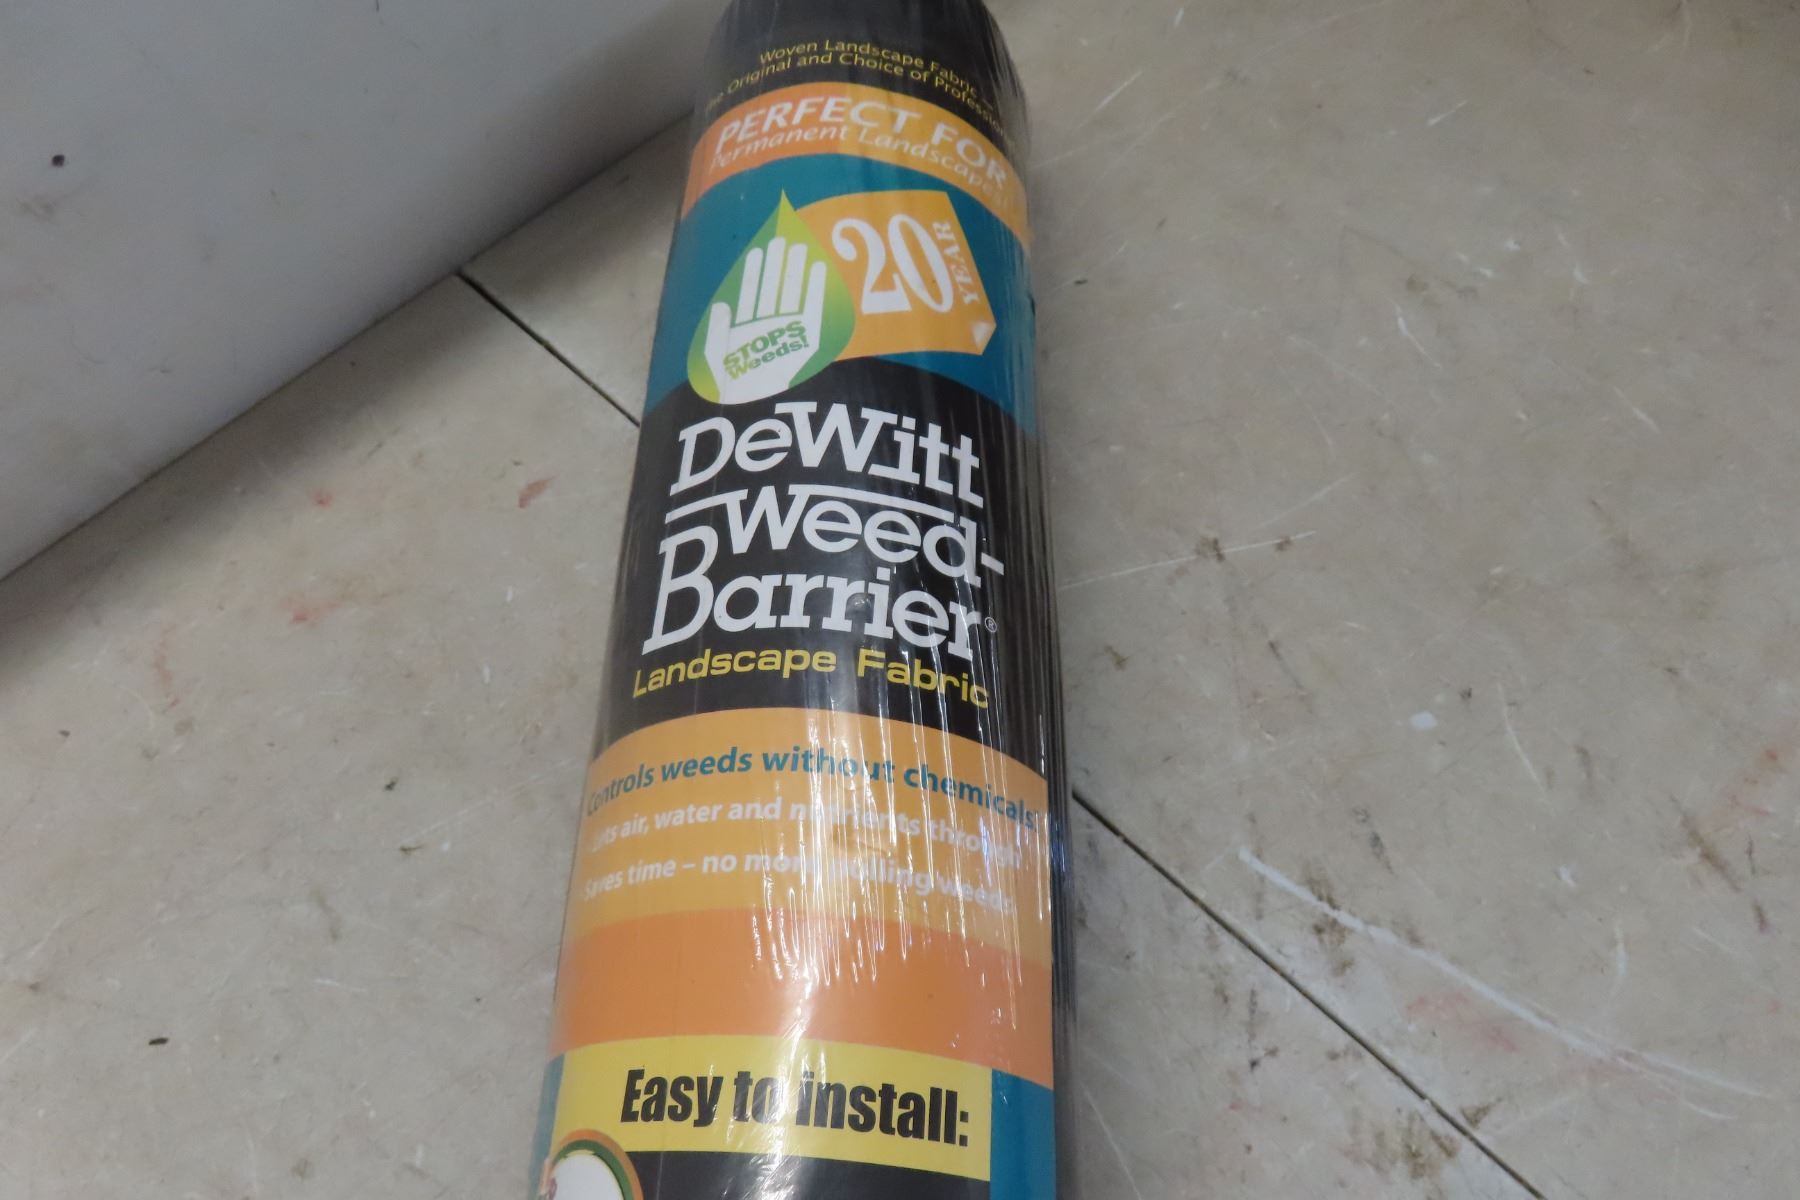 Woven Landscape Fabric —
The Original and Choice of Professionals
PERFECT FOR
Permanent Landscapes!
20
YEAR
STOPS
Weeds!
DeWitt
Weed-
Barrier®
Landscape Fabric
Controls weeds without chemicals!
Lets air, water and nutrients through
Saves time – no more pulling weeds
Easy to install: